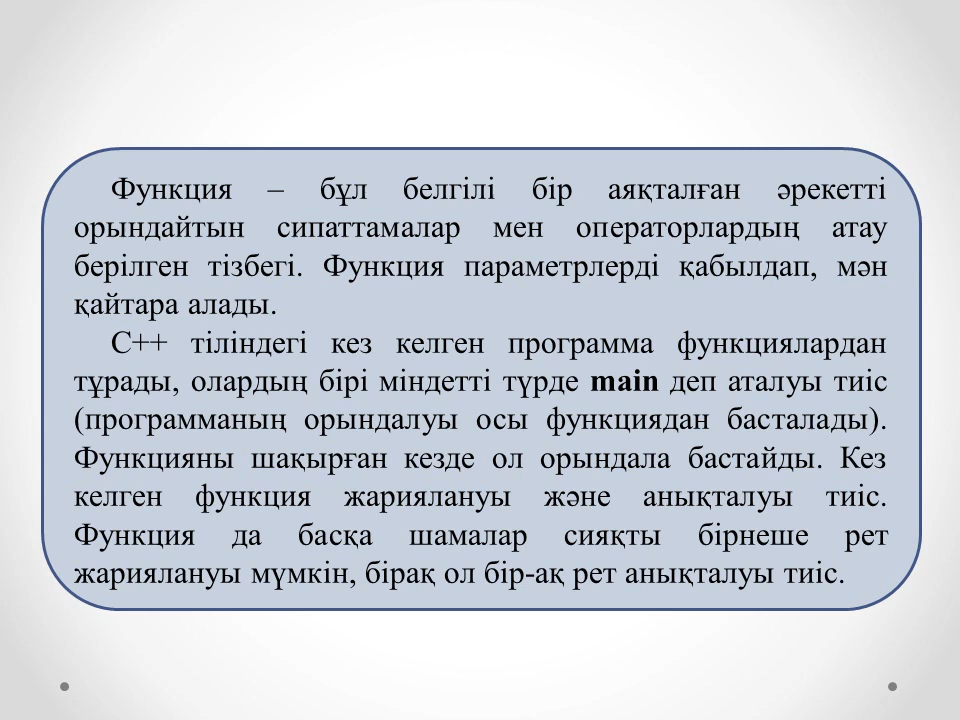 Функция – бұл белгілі бір аяқталған әрекетті
орындайтын сипаттамалар мен операторлардың атау
берілген тізбегі. Функция параметрлерді қабылдап, мән
қайтара алады.
С++ тіліндегі кез келген программа функциялардан
тұрады, олардың бірі міндетті түрде main деп аталуы тиіс
(программаның орындалуы осы функциядан басталады).
Функцияны шақырған кезде ол орындала бастайды. Кез
келген функция жариялануы және анықталуы тиіс.
Функция да басқа шамалар сияқты бірнеше рет
жариялануы мүмкін, бірақ ол бір-ақ рет анықталуы тиіс.